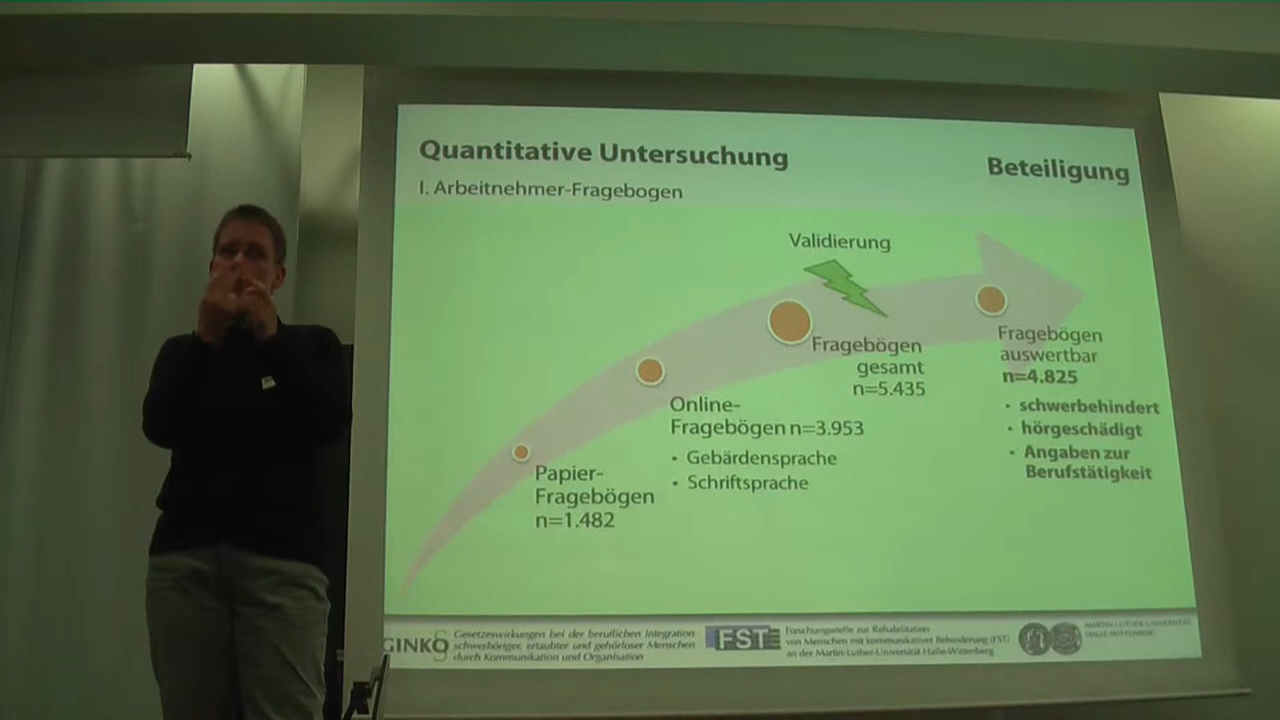 Quantitative Untersuchung
Beteiligung
I. Arbeitnehmer-Fragebogen
Validierung
Papier-
Fragebögen
n=1.482
Online-
Fragebögen n=3.953
• Gebärdensprache
• Schriftsprache
Fragebögen
gesamt
n=5.435
Fragebögen
auswertbar
n=4.825
• schwerbehindert
• hörgeschädigt
• Angaben zur
Berufstätigkeit
GINKO
Gesetzeswirkungen bei der beruflichen Integration
schwerhöriger, ertaubter und gehörloser Menschen
durch Kommunikation und Organisation
FST
Forschungsstelle zur Rehabilitation
von Menschen mit kommunikativer Behinderung (FST)
an der Martin-Luther-Universität Halle-Wittenberg
MARTIN-LUTHER-UNIVERSITÄT
HALLE-WITTENBERG